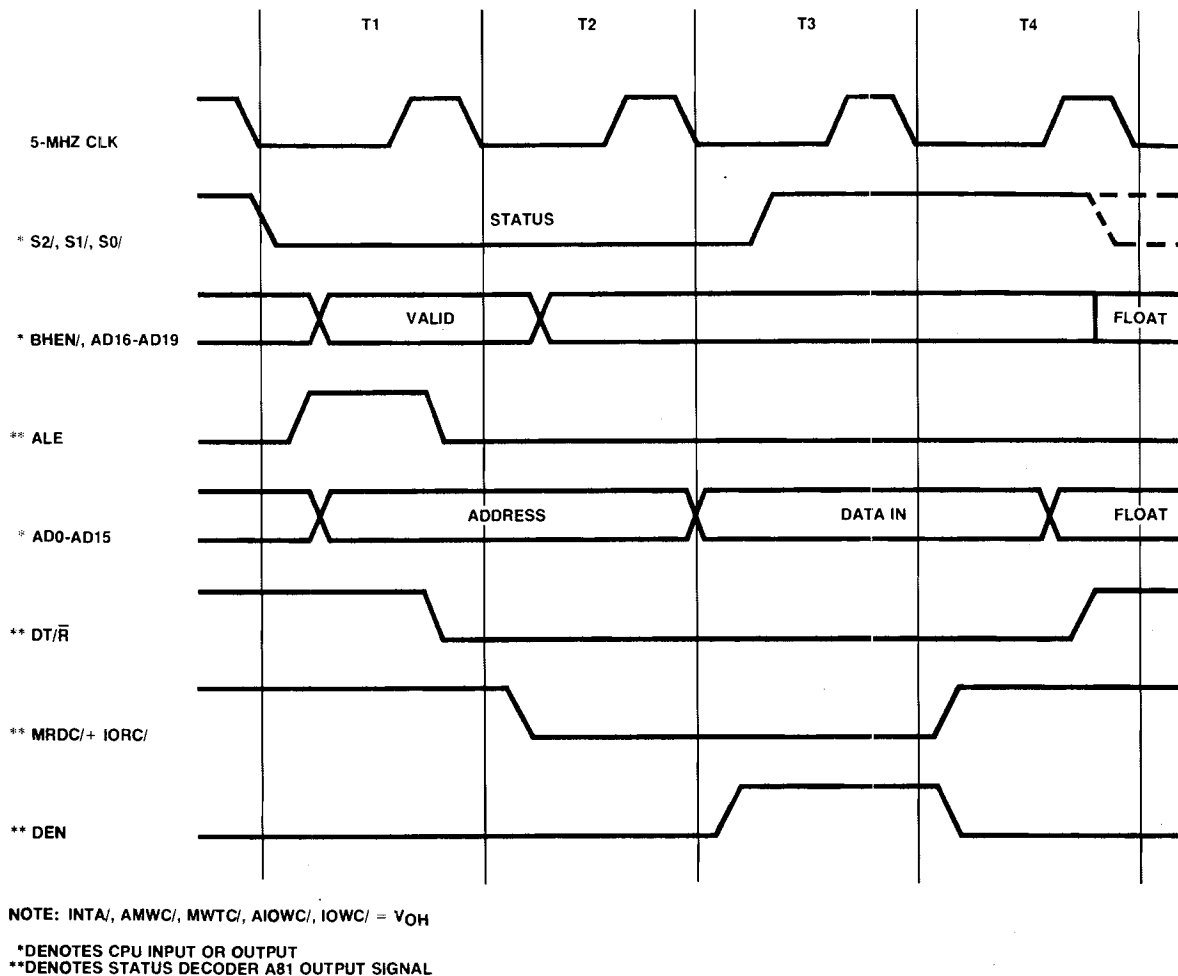 T1 T2 T3 T4
5-MHZ CLK
* S2/, S1/, S0/
STATUS
* BHEN/, AD16-AD19
VALID
FLOAT
** ALE
* AD0-AD15
ADDRESS
DATA IN
FLOAT
** DT/R̅
** MRDC/+ IORC/
** DEN
NOTE: INTA/, AMWC/, MWTC/, AIOWC/, IOWC/ = VOH
*DENOTES CPU INPUT OR OUTPUT
**DENOTES STATUS DECODER A81 OUTPUT SIGNAL